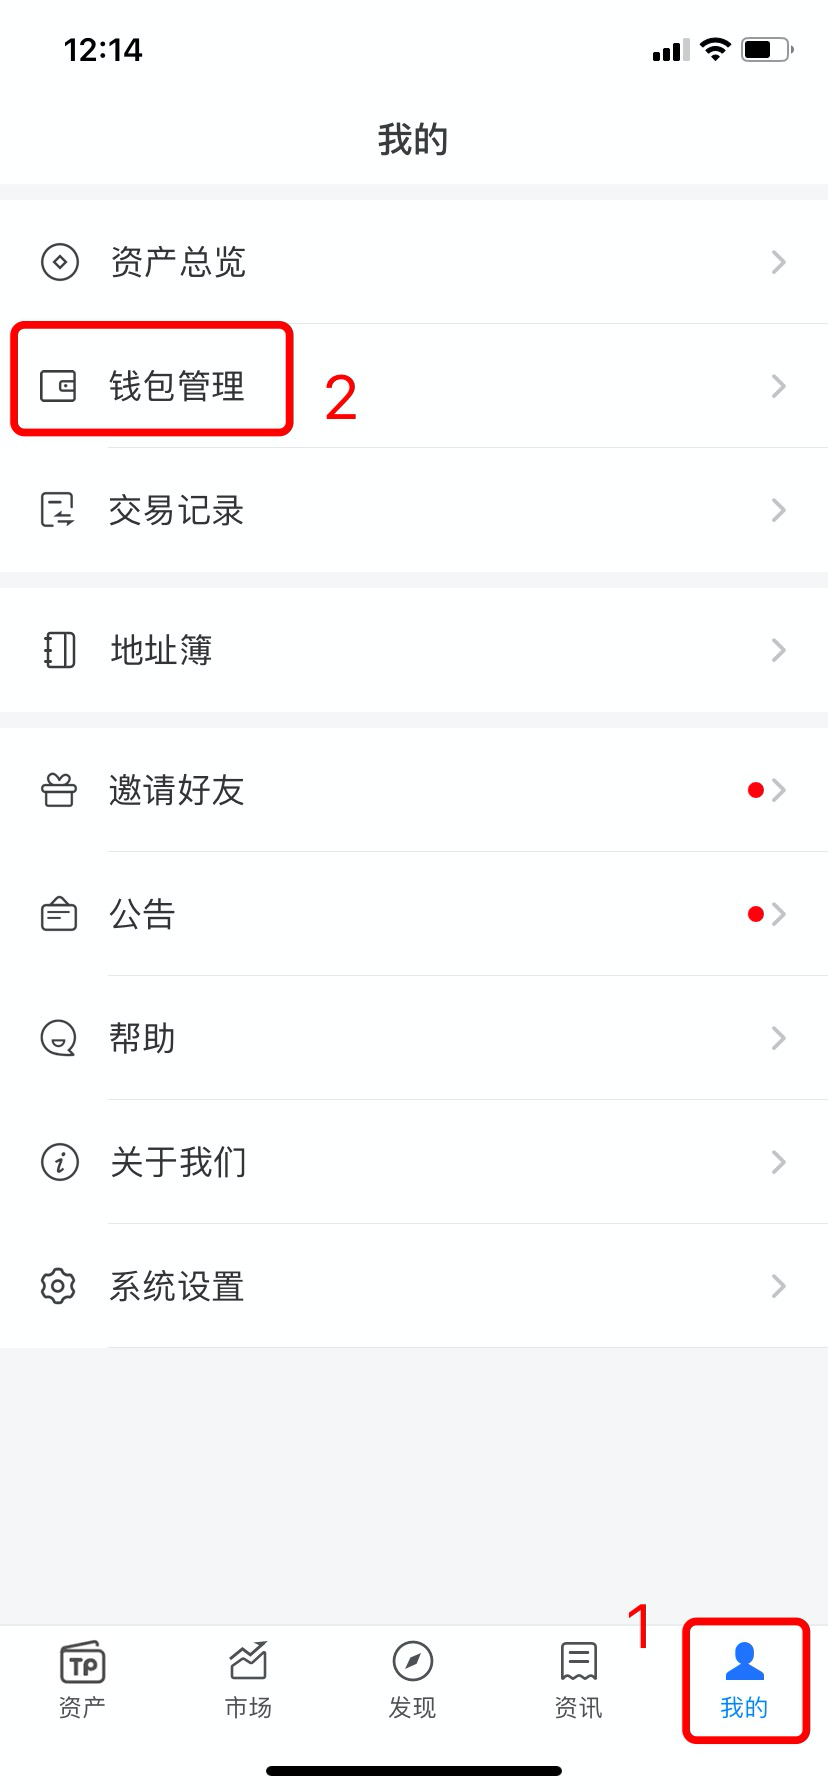 12:14
我的
资产总览
钱包管理
2
交易记录
地址簿
邀请好友
公告
帮助
关于我们
系统设置
1
TP
资产
市场
发现
资讯
我的